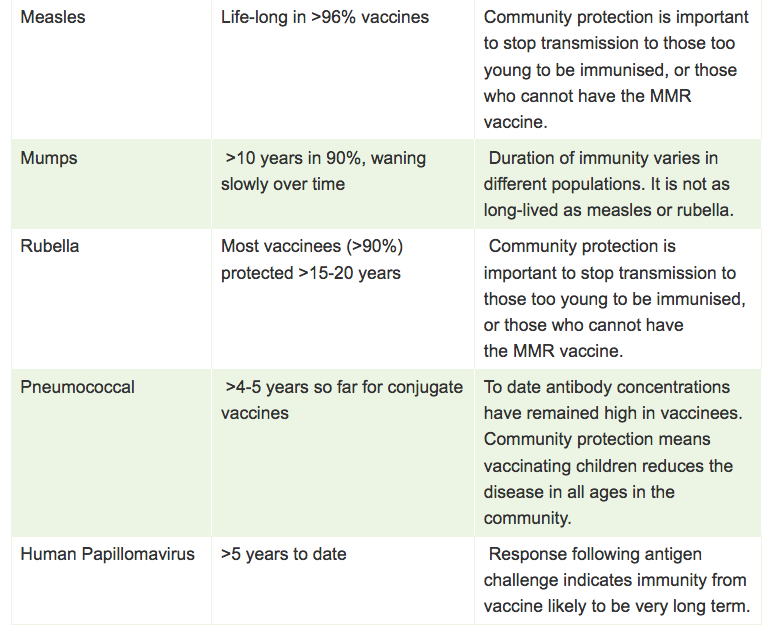 Measles
Life-long in >96% vaccines
Community protection is important
to stop transmission to those too
young to be immunised, or those
who cannot have the MMR
vaccine.
Mumps
>10 years in 90%, waning
slowly over time
Duration of immunity varies in
different populations. It is not as
long-lived as measles or rubella.
Rubella
Most vaccinees (>90%)
protected >15-20 years
Community protection is
important to stop transmission to
those too young to be immunised,
or those who cannot have
the MMR vaccine.
Pneumococcal
>4-5 years so far for conjugate
vaccines
To date antibody concentrations
have remained high in vaccinees.
Community protection means
vaccinating children reduces the
disease in all ages in the
community.
Human Papillomavirus
>5 years to date
Response following antigen
challenge indicates immunity from
vaccine likely to be very long term.